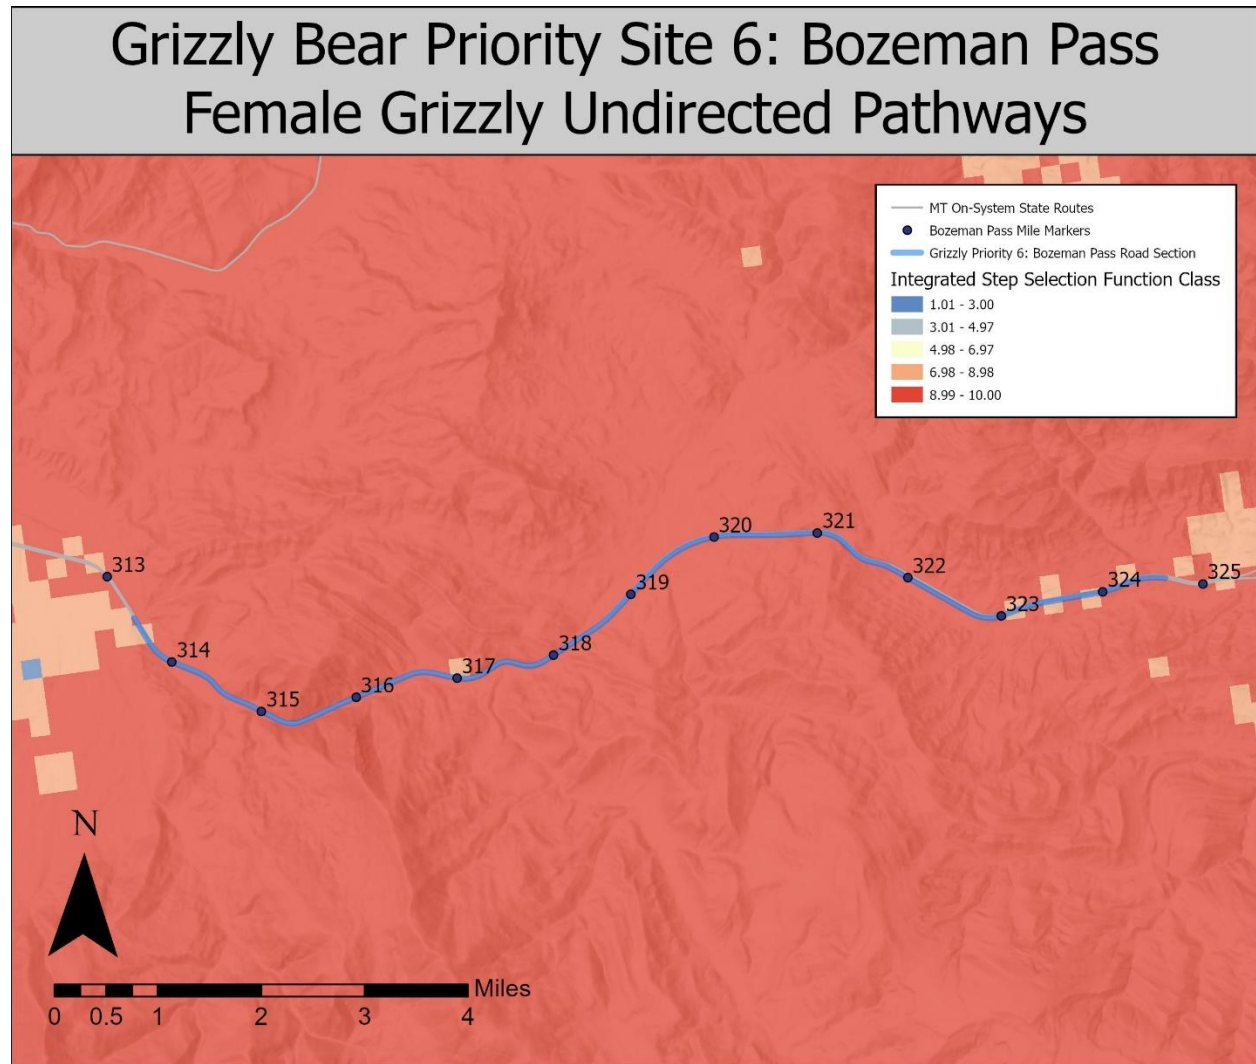 Grizzly Bear Priority Site 6: Bozeman Pass
Female Grizzly Undirected Pathways
MT On-System State Routes
Bozeman Pass Mile Markers
Grizzly Priority 6: Bozeman Pass Road Section
Integrated Step Selection Function Class
1.01 - 3.00
3.01 - 4.97
4.98 - 6.97
6.98 - 8.98
8.99 - 10.00
313
314
315
316
317
318
319
320
321
322
323
324
325
N
Miles
0 0.5 1 2 3 4